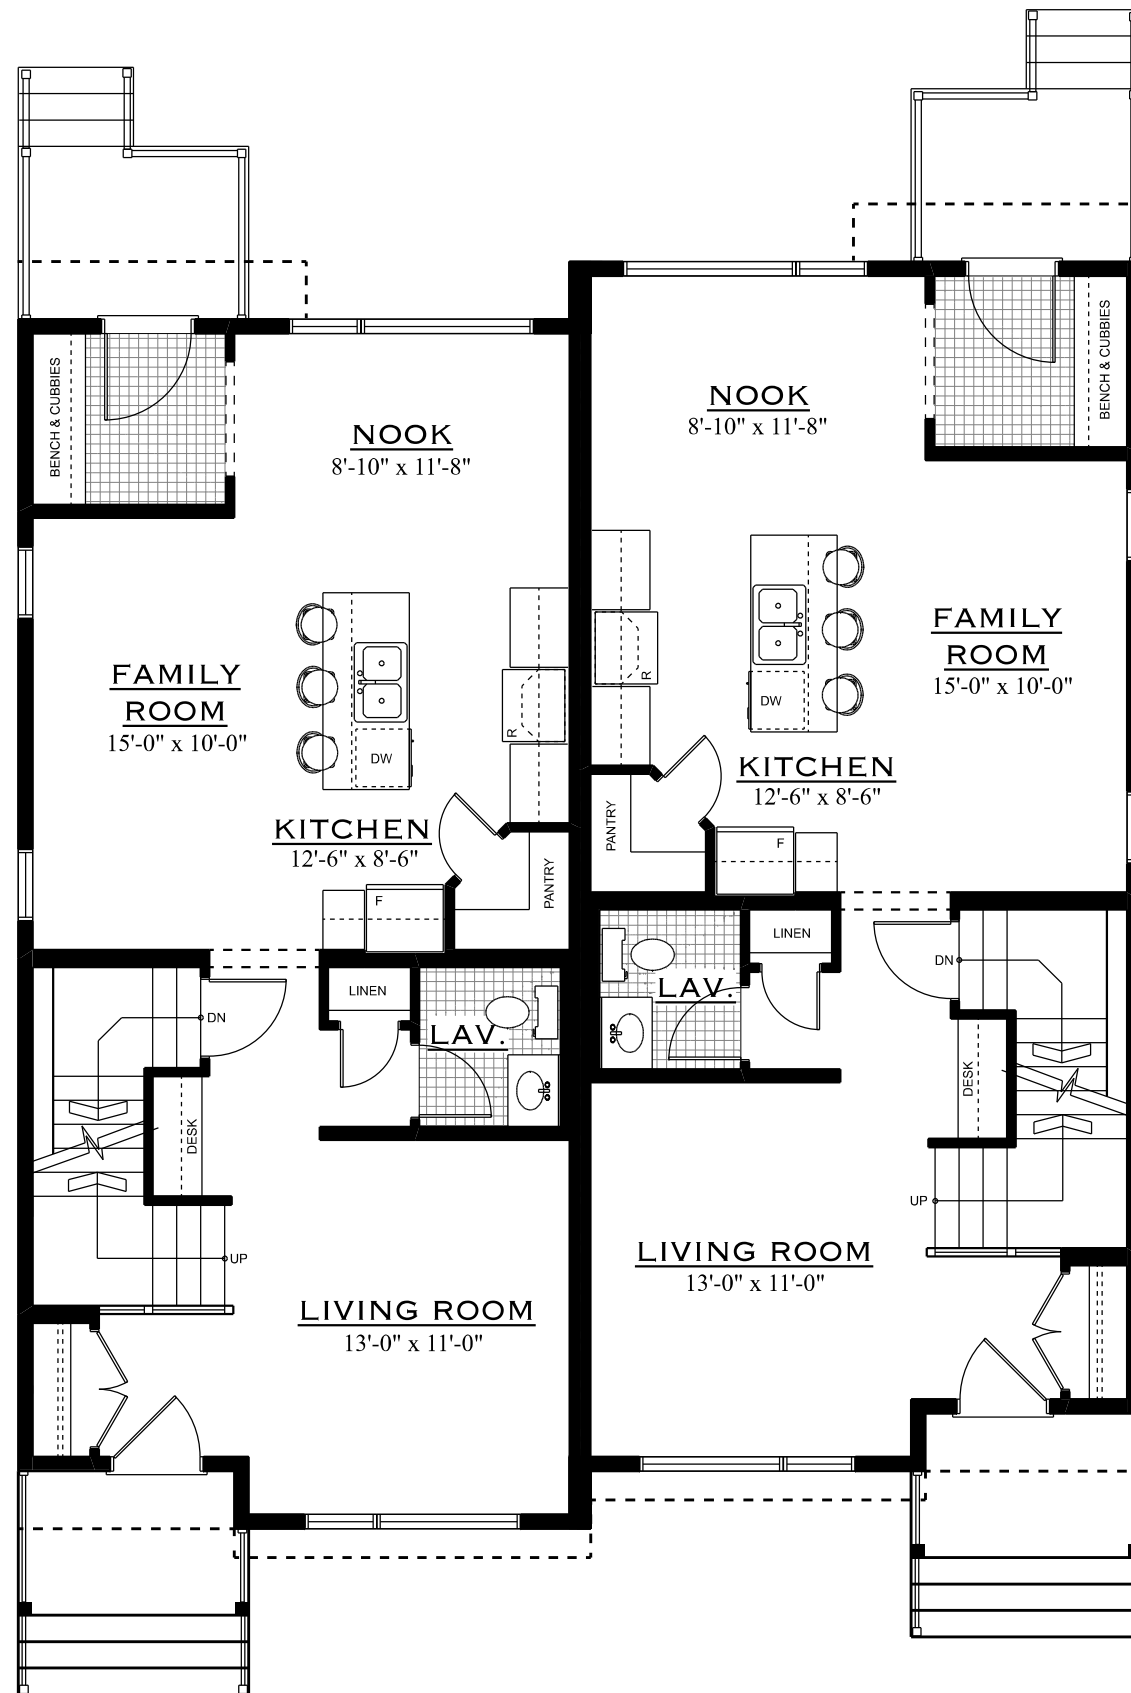 BENCH & CUBBIES
NOOK
8'-10" x 11'-8"
FAMILY
ROOM
15'-0" x 10'-0"
R
DW
KITCHEN
12'-6" x 8'-6"
F
PANTRY
LINEN
LAV.
DN
DESK
UP
LIVING ROOM
13'-0" x 11'-0"
NOOK
8'-10" x 11'-8"
BENCH & CUBBIES
FAMILY
ROOM
15'-0" x 10'-0"
R
DW
KITCHEN
12'-6" x 8'-6"
PANTRY
F
LINEN
LAV.
DN
DESK
UP
LIVING ROOM
13'-0" x 11'-0"